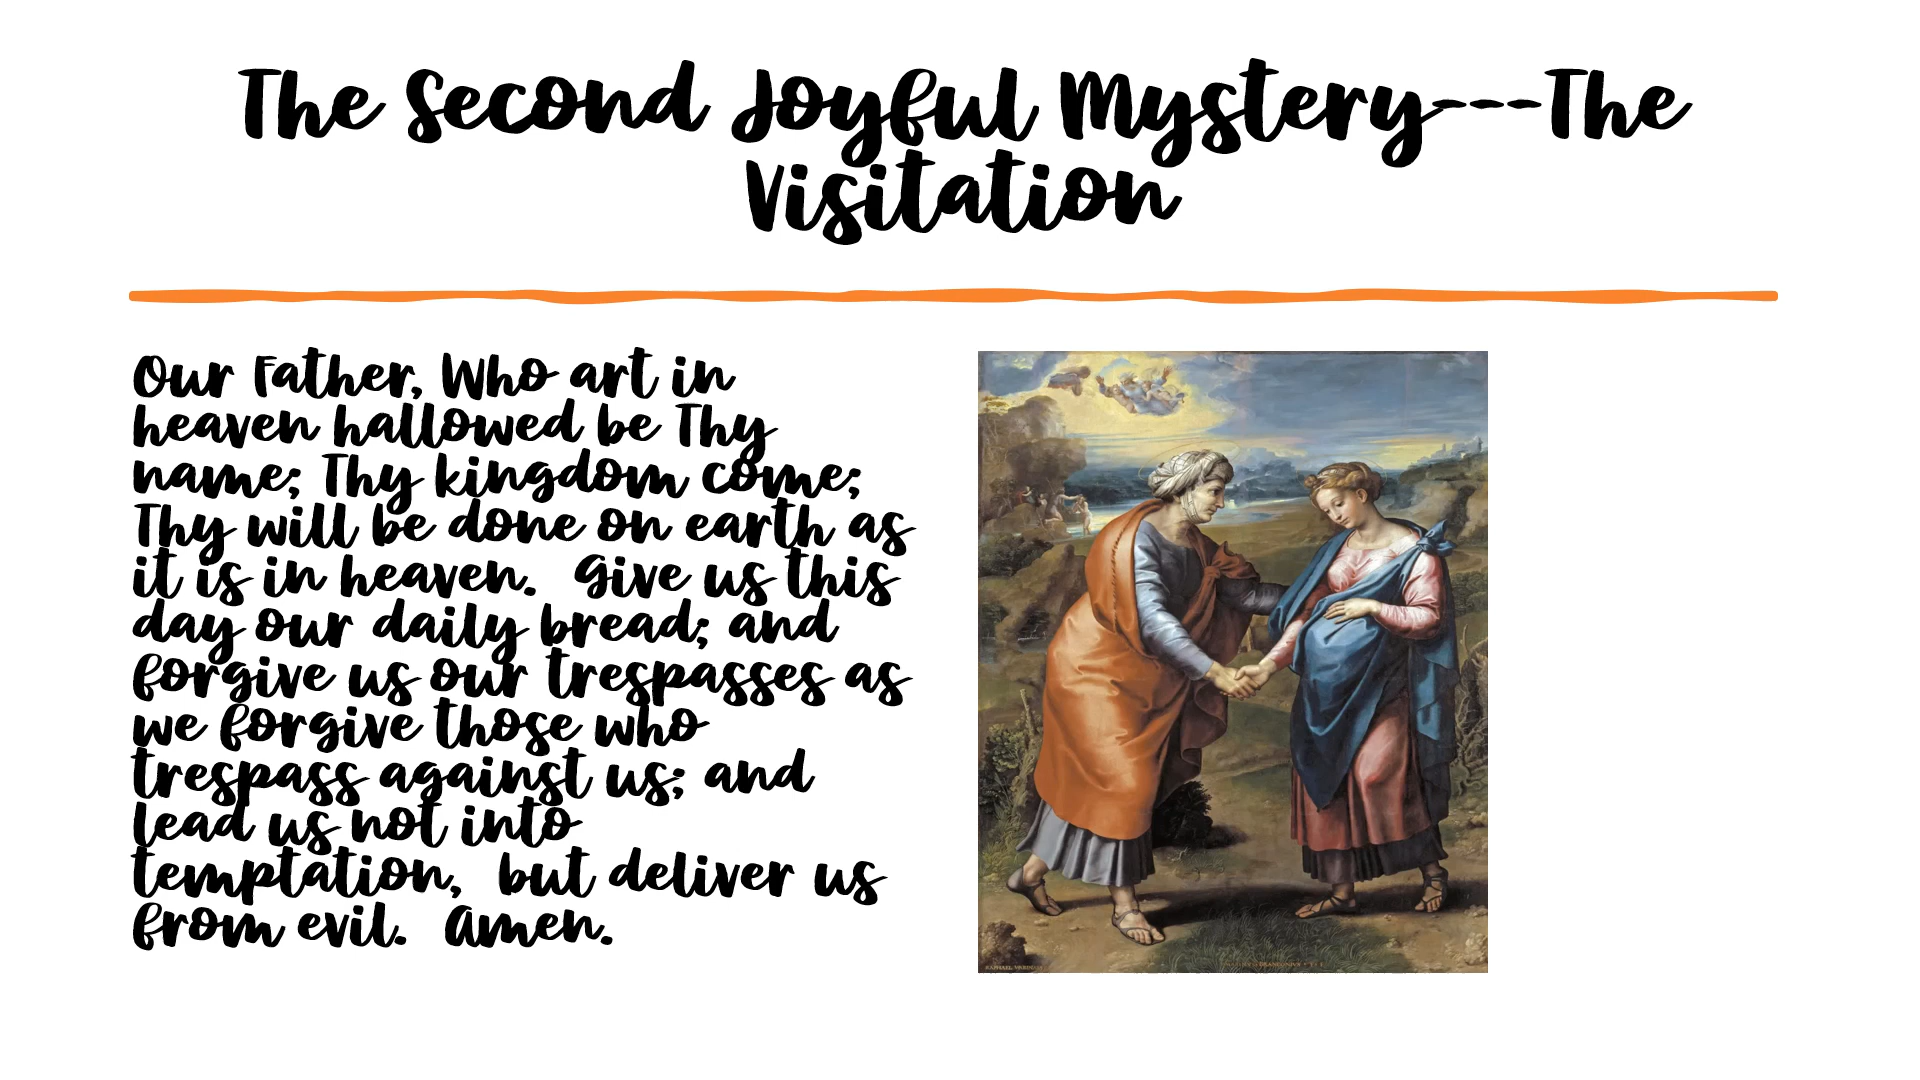 The Second Joyful Mystery---The
Visitation
Our Father, Who art in
heaven hallowed be Thy
name; Thy kingdom come;
Thy will be done on earth as
it is in heaven.  Give us this
day our daily bread; and
forgive us our trespasses as
we forgive those who
trespass against us; and
lead us not into
temptation,  but deliver us
from evil.  Amen.